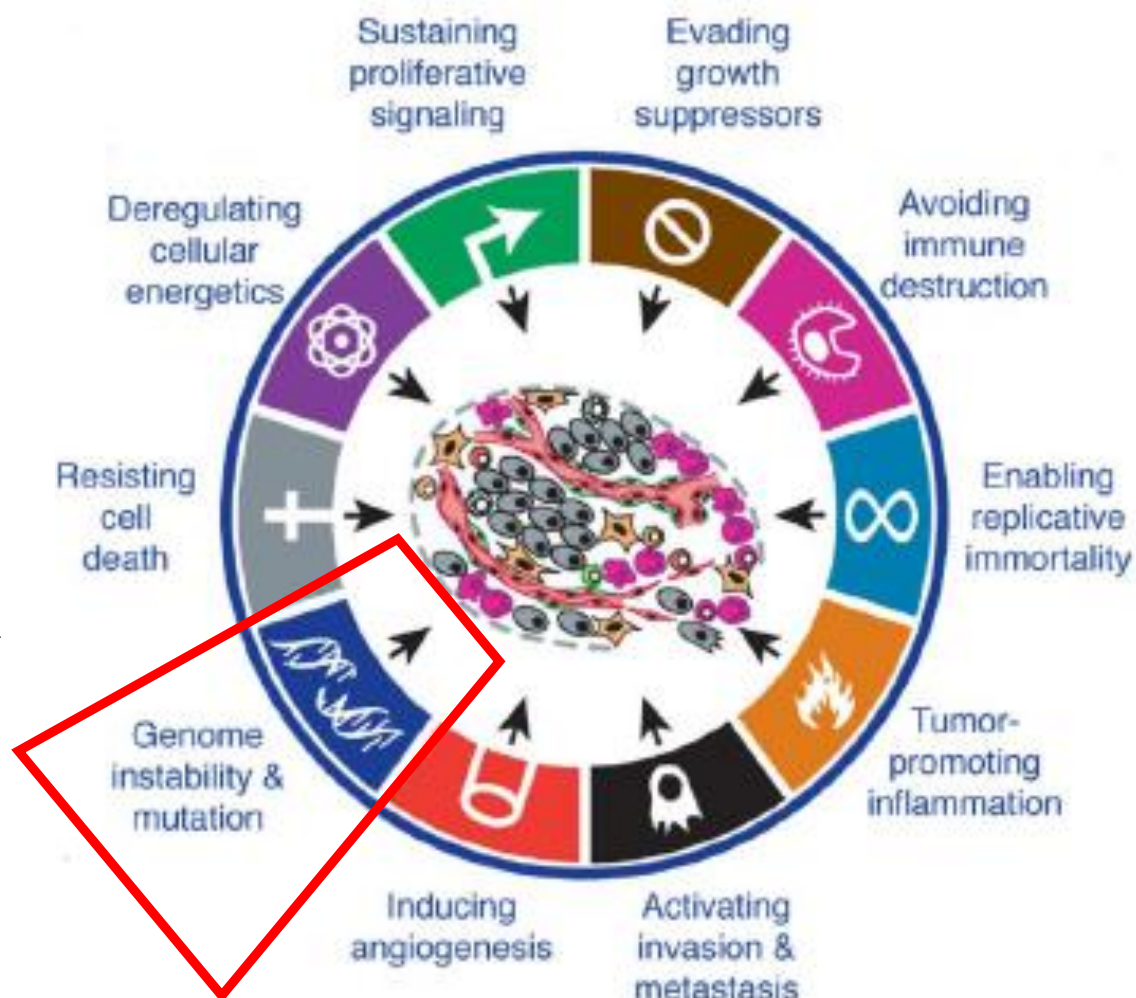 Sustaining
proliferative
signaling
Evading
growth
suppressors
Avoiding
immune
destruction
Enabling
replicative
immortality
Tumor-
promoting
inflammation
Activating
invasion &
metastasis
Inducing
angiogenesis
Genome
instability &
mutation
Resisting
cell
death
Deregulating
cellular
energetics